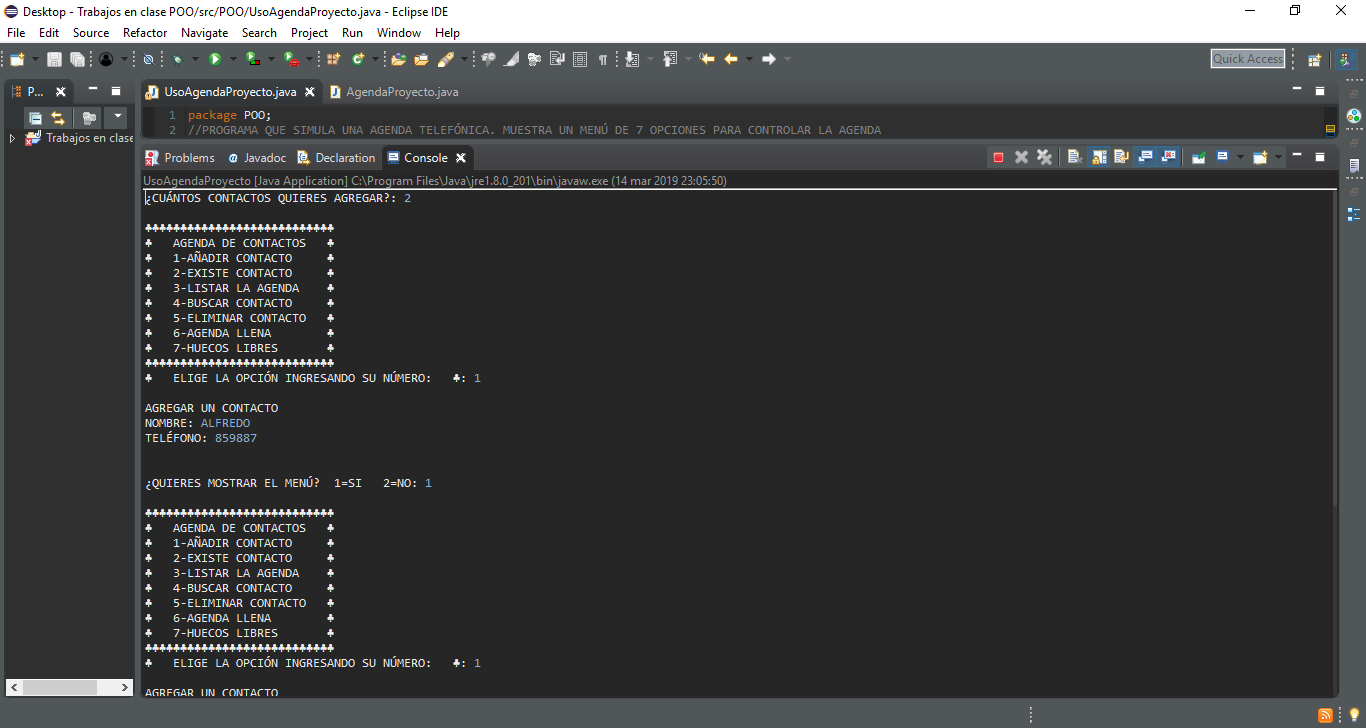 Desktop - Trabajos en clase POO/src/POO/UsoAgendaProyecto.java - Eclipse IDE
File Edit Source Refactor Navigate Search Project Run Window Help
Quick Access
P...
UsoAgendaProyecto.java
AgendaProyecto.java
1 package POO;
2 //PROGRAMA QUE SIMULA UNA AGENDA TELEFÓNICA. MUESTRA UN MENÚ DE 7 OPCIONES PARA CONTROLAR LA AGENDA
Trabajos en clase
Problems Javadoc Declaration Console
UsoAgendaProyecto [Java Application] C:\Program Files\Java\jre1.8.0_201\bin\javaw.exe (14 mar 2019 23:05:50)
¿CUÁNTOS CONTACTOS QUIERES AGREGAR?: 2
♣♣♣♣♣♣♣♣♣♣♣♣♣♣♣♣♣♣♣♣♣♣♣♣♣♣♣
♣   AGENDA DE CONTACTOS   ♣
♣   1-AÑADIR CONTACTO     ♣
♣   2-EXISTE CONTACTO     ♣
♣   3-LISTAR LA AGENDA    ♣
♣   4-BUSCAR CONTACTO     ♣
♣   5-ELIMINAR CONTACTO   ♣
♣   6-AGENDA LLENA        ♣
♣   7-HUECOS LIBRES       ♣
♣♣♣♣♣♣♣♣♣♣♣♣♣♣♣♣♣♣♣♣♣♣♣♣♣♣♣
♣   ELIGE LA OPCIÓN INGRESANDO SU NÚMERO:   ♣: 1
AGREGAR UN CONTACTO
NOMBRE: ALFREDO
TELÉFONO: 859887
¿QUIERES MOSTRAR EL MENÚ?  1=SI   2=NO: 1
♣♣♣♣♣♣♣♣♣♣♣♣♣♣♣♣♣♣♣♣♣♣♣♣♣♣♣
♣   AGENDA DE CONTACTOS   ♣
♣   1-AÑADIR CONTACTO     ♣
♣   2-EXISTE CONTACTO     ♣
♣   3-LISTAR LA AGENDA    ♣
♣   4-BUSCAR CONTACTO     ♣
♣   5-ELIMINAR CONTACTO   ♣
♣   6-AGENDA LLENA        ♣
♣   7-HUECOS LIBRES       ♣
♣♣♣♣♣♣♣♣♣♣♣♣♣♣♣♣♣♣♣♣♣♣♣♣♣♣♣
♣   ELIGE LA OPCIÓN INGRESANDO SU NÚMERO:   ♣: 1
AGREGAR UN CONTACTO